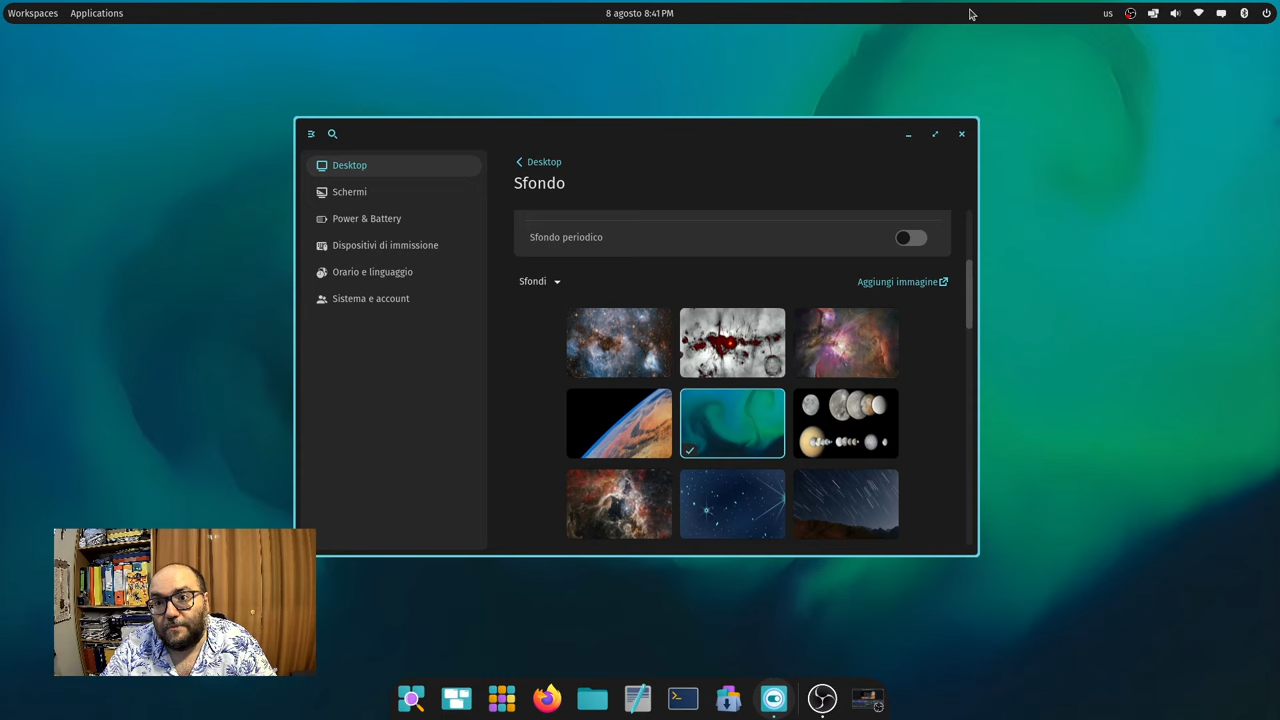 Workspaces Applications 8 agosto 8:41 PM us
Desktop
Schermi
Power & Battery
Dispositivi di immissione
Orario e linguaggio
Sistema e account
Desktop
Sfondo
Sfondo periodico
Sfondi Aggiungi immagine